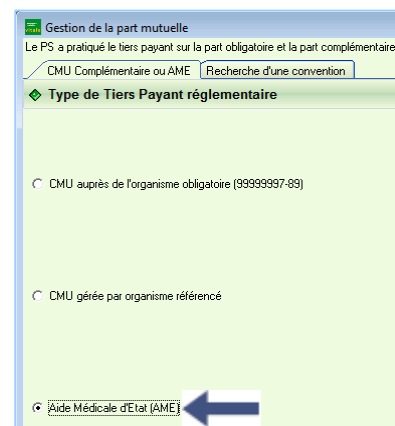 Gestion de la part mutuelle
Le PS a pratiqué le tiers payant sur la part obligatoire et la part complémentaire
CMU Complémentaire ou AME
Recherche d'une convention
Type de Tiers Payant réglementaire
CMU auprès de l'organisme obligatoire (99999997-89)
CMU gérée par organisme référencé
Aide Médicale d'Etat (AME)